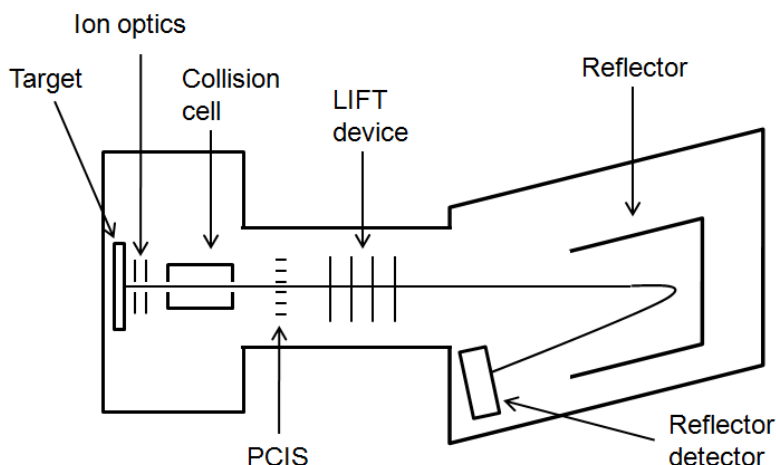 Ion optics
Target
Collision
cell
LIFT
device
Reflector
PCIS
Reflector
detector